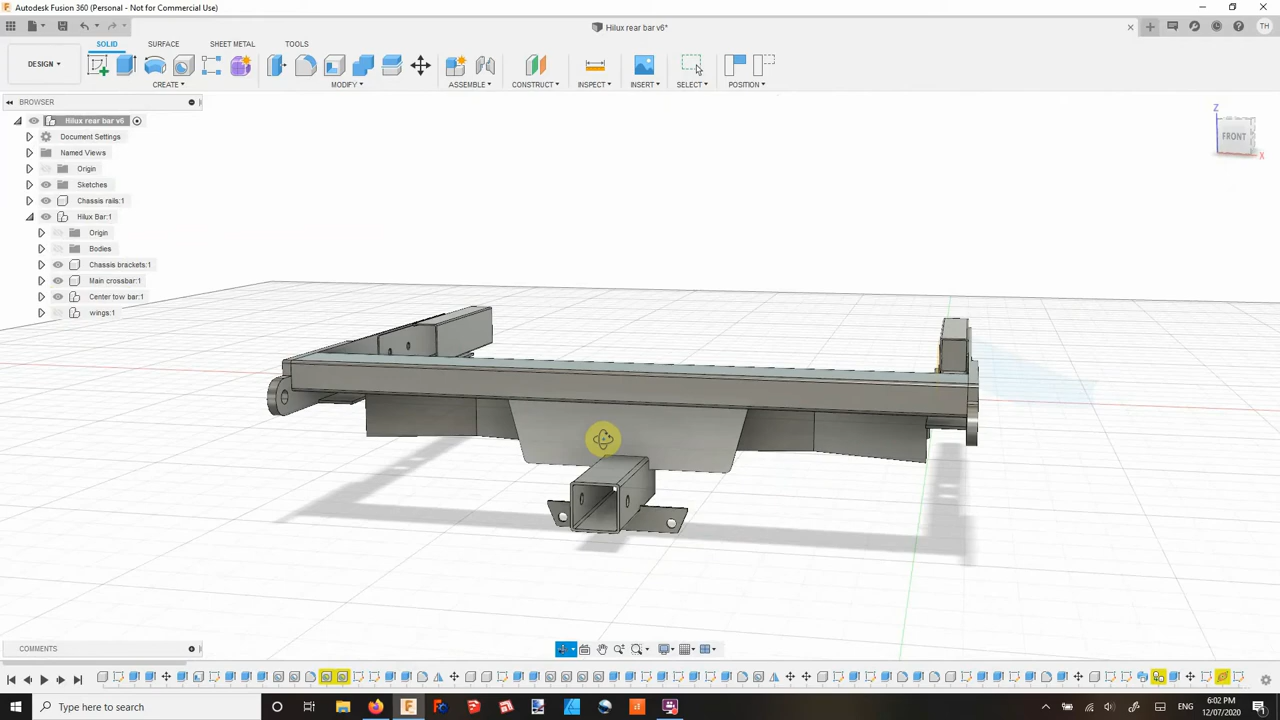 Autodesk Fusion 360 (Personal - Not for Commercial Use)
Hilux rear bar v6*
TH
SOLID
SURFACE
SHEET METAL
TOOLS
DESIGN
CREATE
MODIFY
ASSEMBLE
CONSTRUCT
INSPECT
INSERT
SELECT
POSITION
BROWSER
Hilux rear bar v6
Document Settings
Named Views
Origin
Sketches
Chassis rails:1
Hilux Bar:1
Origin
Bodies
Chassis brackets:1
Main crossbar:1
Center tow bar:1
wings:1
Z
FRONT
X
COMMENTS
Type here to search
6:02 PM
12/07/2020